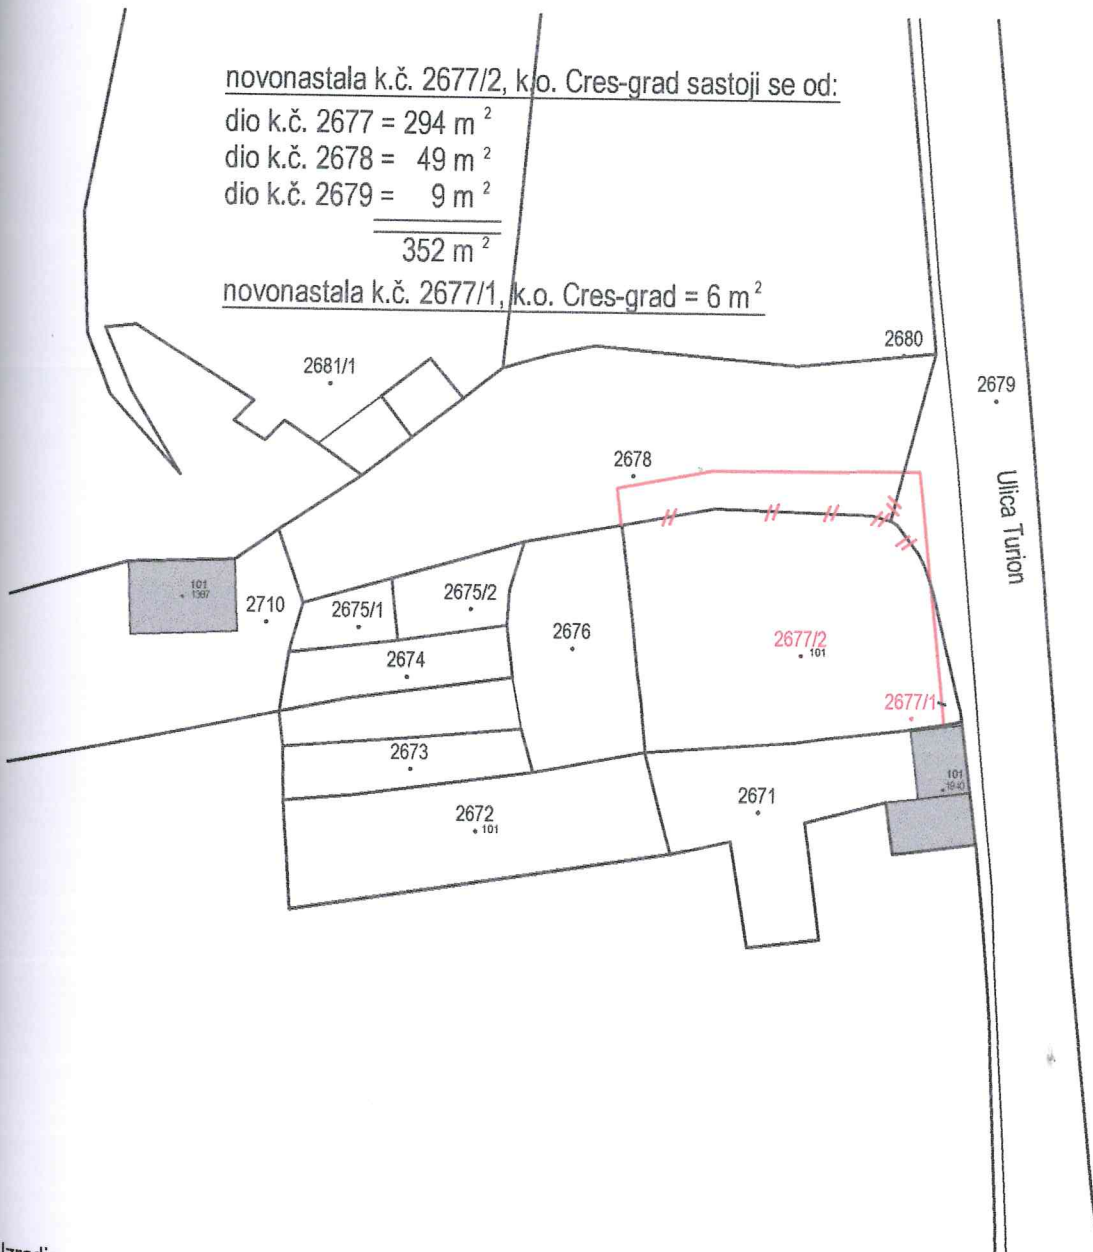 novonastala k.č. 2677/2, k.o. Cres-grad sastoji se od:
dio k.č. 2677 = 294 m²
dio k.č. 2678 = 49 m²
dio k.č. 2679 = 9 m²
352 m²
novonastala k.č. 2677/1, k.o. Cres-grad = 6 m²
2680
2681/1
2679
2678
Ulica Turion
101
2710
2675/1
2675/2
2676
2677/2
101
2674
2677/1
2673
101
2671
2672
101